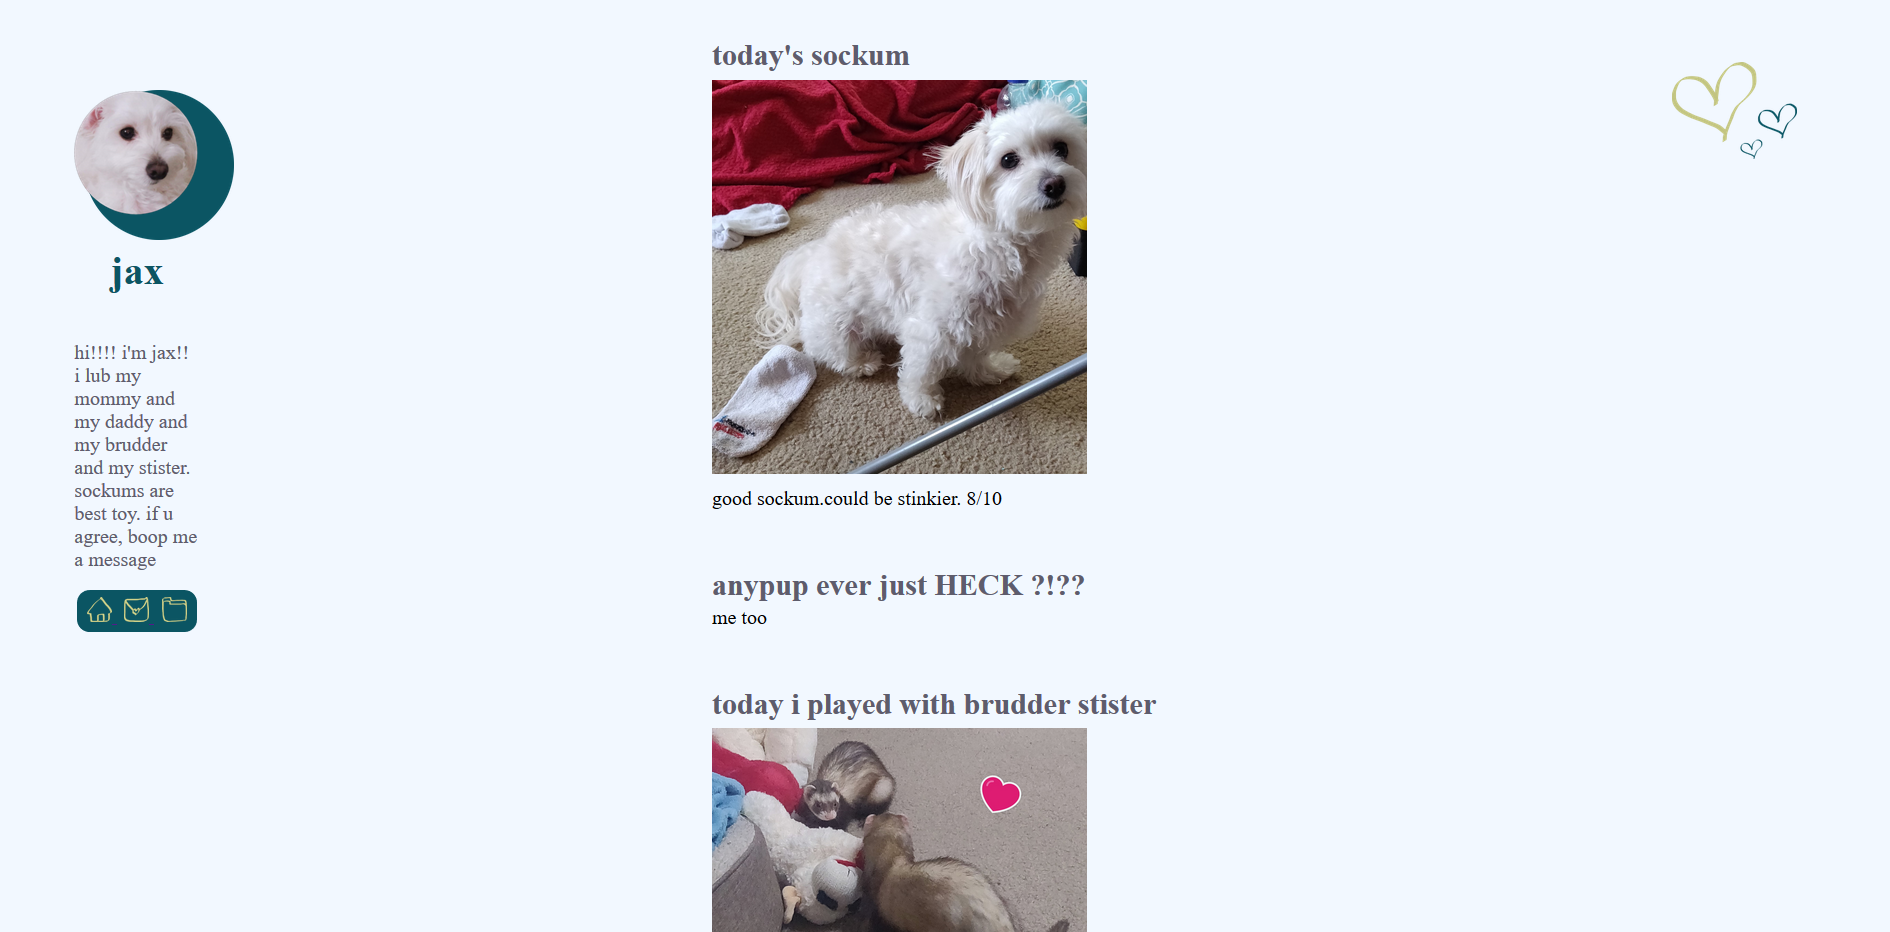 jax
hi!!!! i'm jax!!
i lub my
mommy and
my daddy and
my brudder
and my stister.
sockums are
best toy. if u
agree, boop me
a message
today's sockum
good sockum.could be stinkier. 8/10
anypup ever just HECK ?!??
me too
today i played with brudder stister